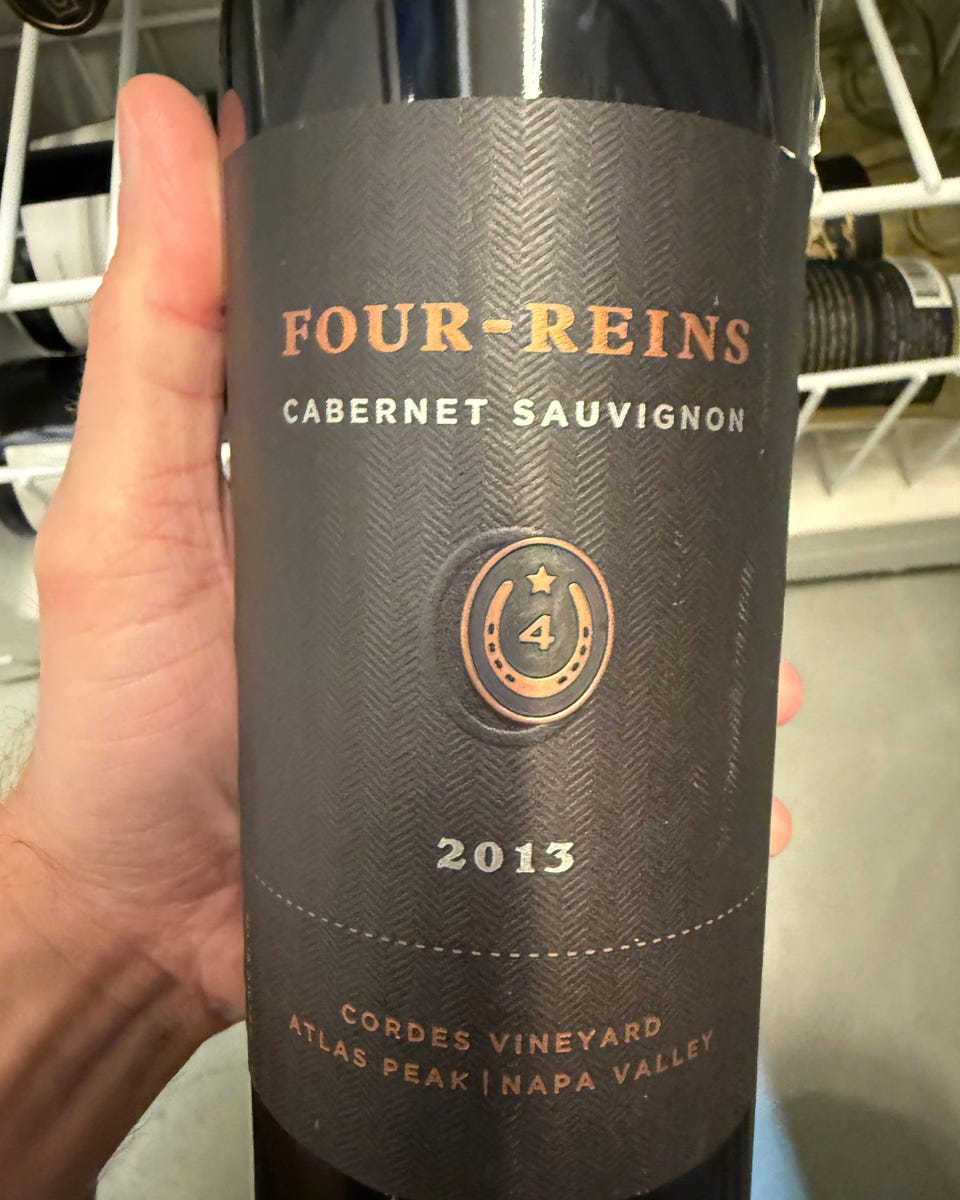 FOUR-REINS
CABERNET SAUVIGNON
4
2013
CORDES VINEYARD
ATLAS PEAK | NAPA VALLEY